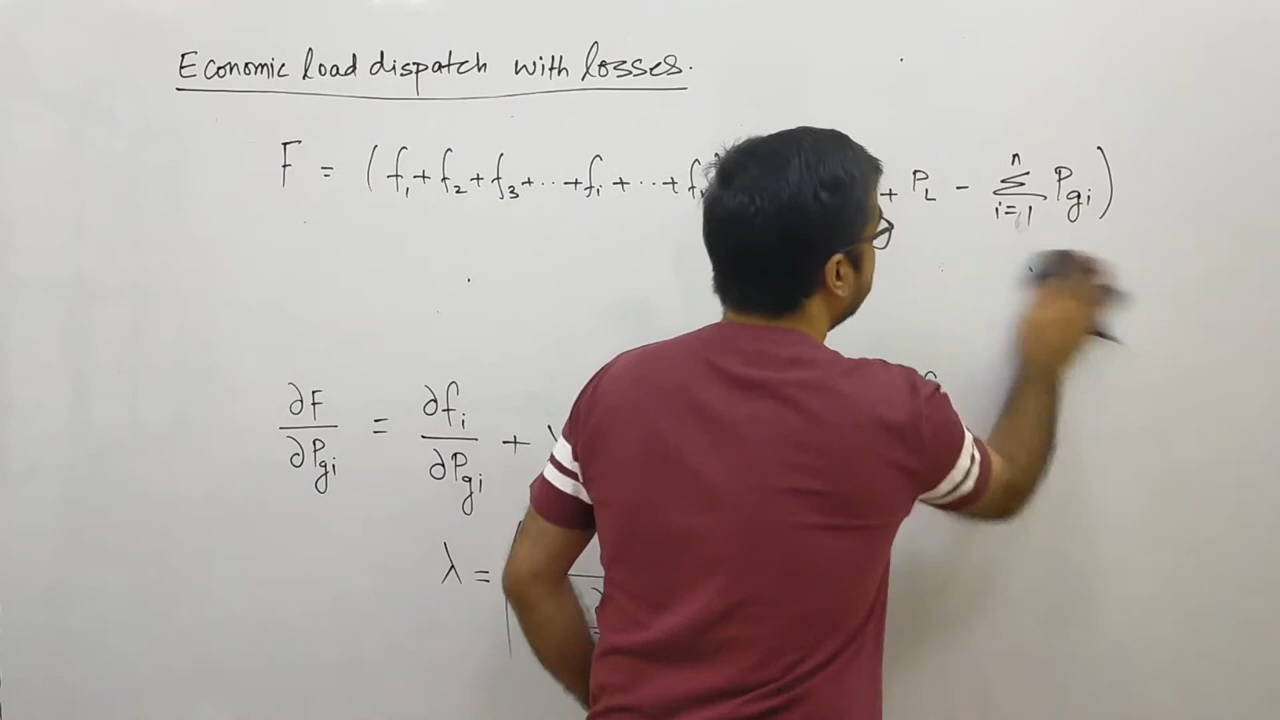 Economic load dispatch with losses.
F = (f₁ + f₂ + f₃ + ·· + fᵢ + ·· + f + P_L - Σⁿᵢ₌₁ P_gi)
∂F/∂P_gi = ∂fᵢ/∂P_gi +
λ =